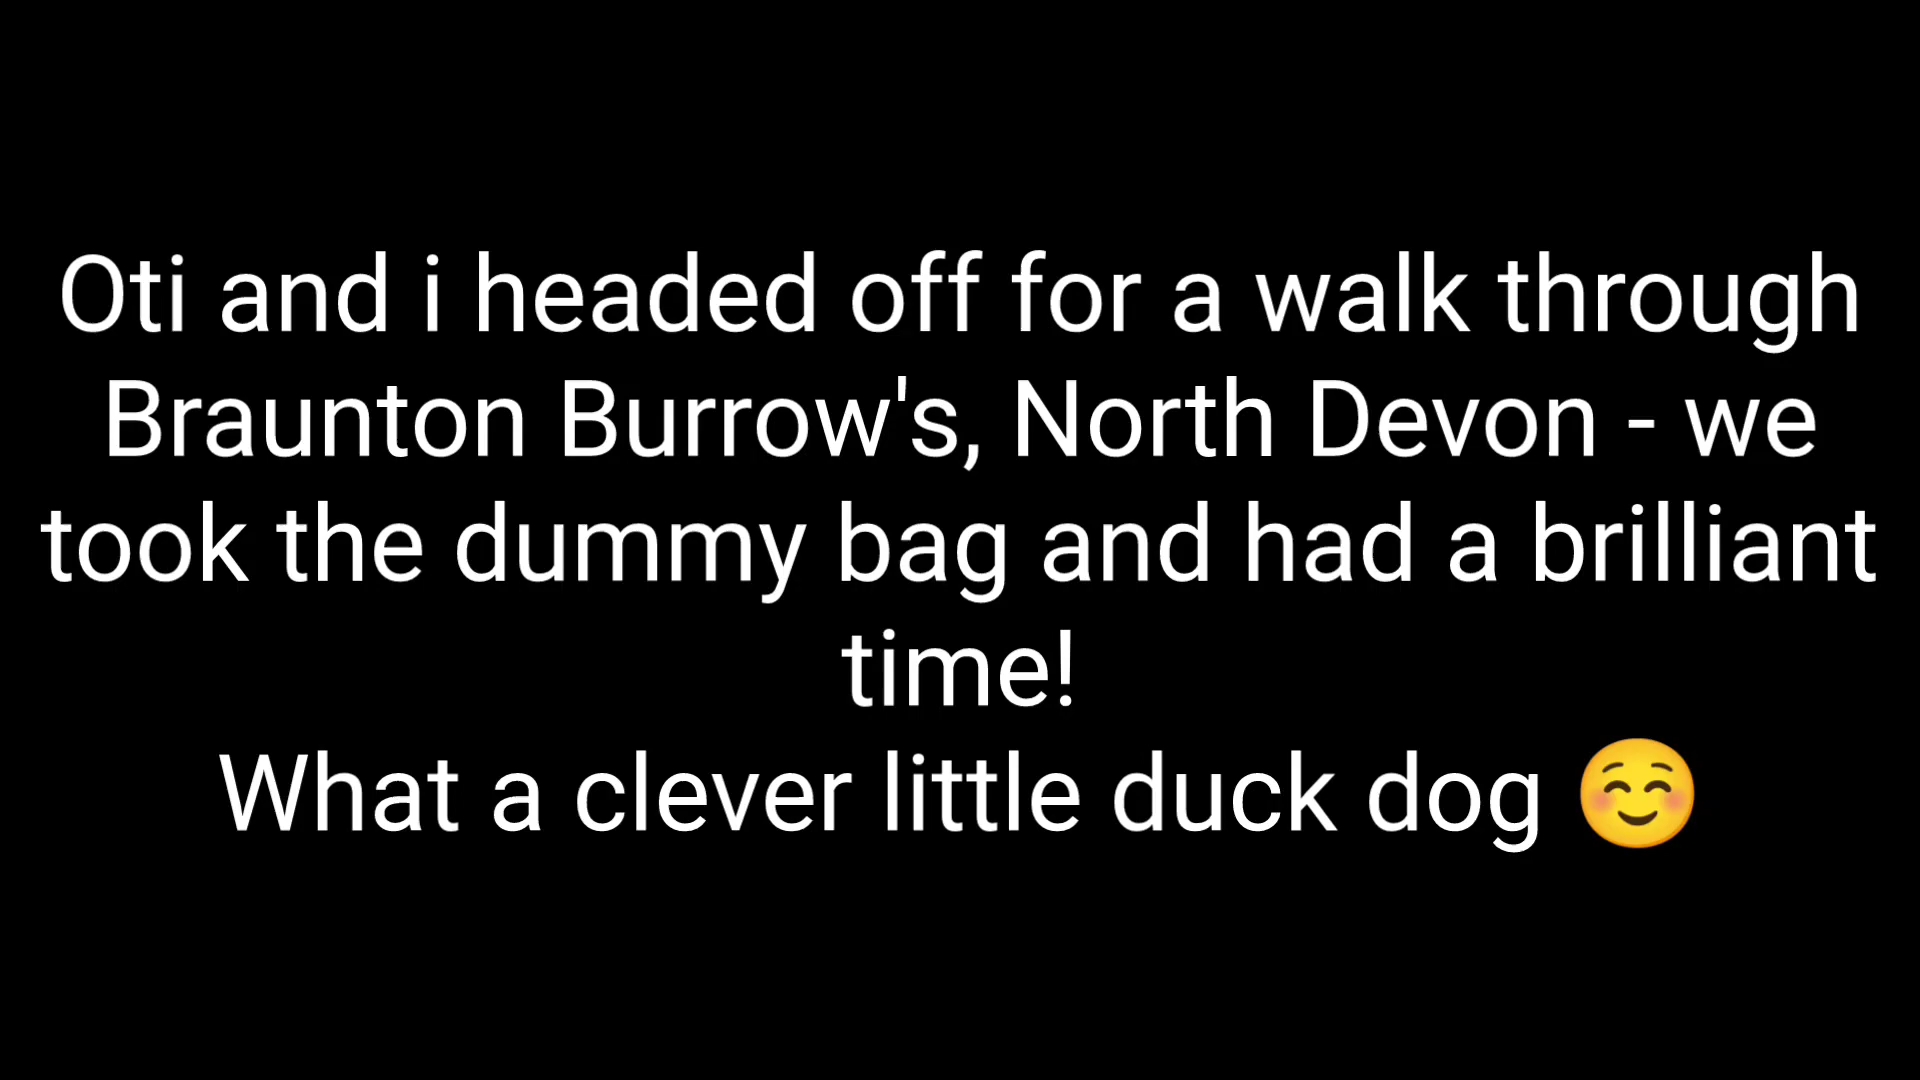 Oti and i headed off for a walk through
Braunton Burrow's, North Devon - we
took the dummy bag and had a brilliant
time!
What a clever little duck dog ☺️